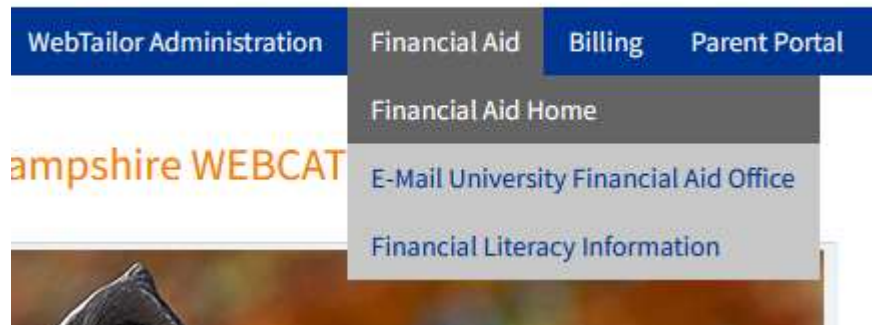 WebTailor Administration Financial Aid Billing Parent Portal
Financial Aid Home
ampshire WEBCAT
E-Mail University Financial Aid Office
Financial Literacy Information